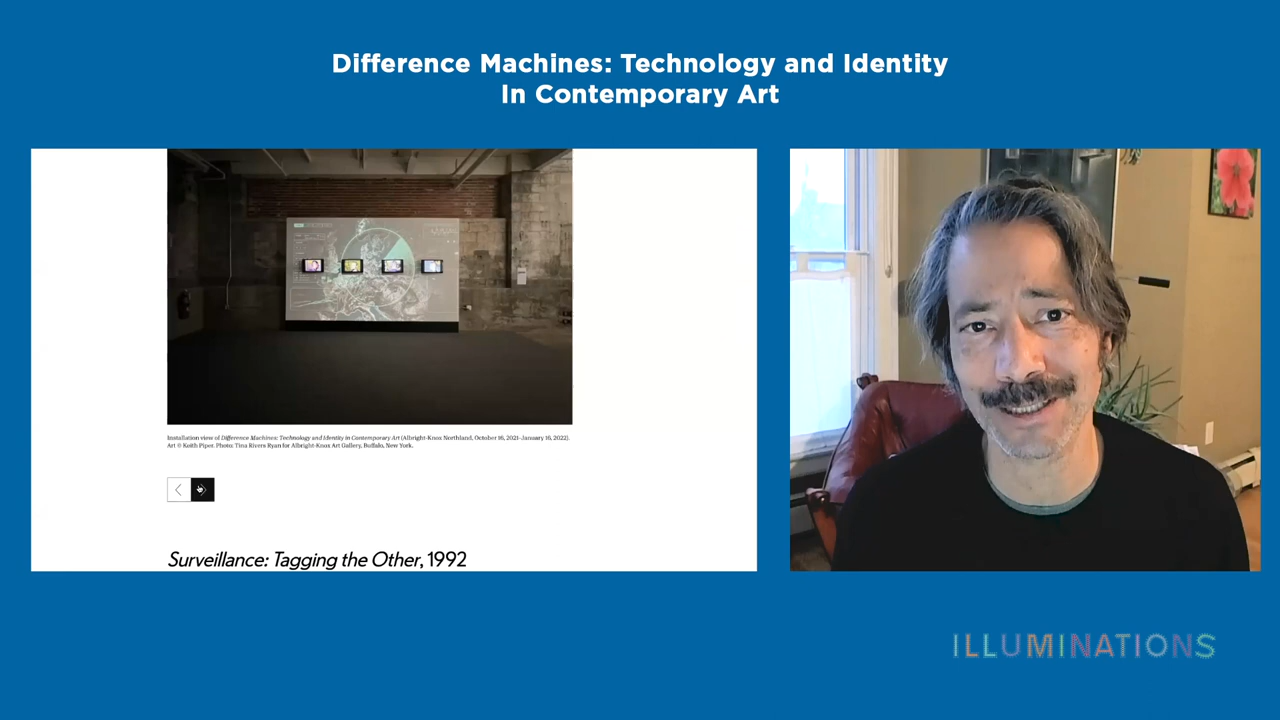 Difference Machines: Technology and Identity
In Contemporary Art
Installation view of Difference Machines: Technology and Identity in Contemporary Art (Albright-Knox Northland, October 16, 2021–January 16, 2022).
Art © Keith Piper. Photo: Tina Rivers Ryan for Albright-Knox Art Gallery, Buffalo, New York.
Surveillance: Tagging the Other, 1992
ILLUMINATIONS